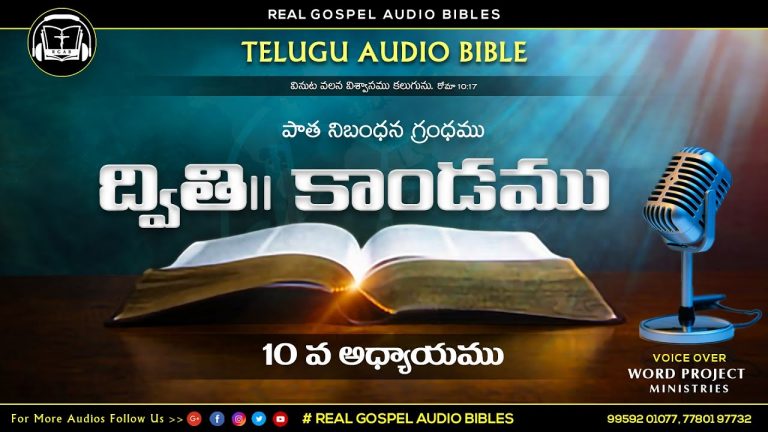 REAL GOSPEL AUDIO BIBLES
RGAB
TELUGU AUDIO BIBLE
వినుట వలన విశ్వాసము కలుగును. రోమా 10:17
పాత నిబంధన గ్రంధము
ద్వితి|| కాండము
10 వ అధ్యాయము
VOICE OVER
WORD PROJECT
MINISTRIES
For More Audios Follow Us >> # REAL GOSPEL AUDIO BIBLES 99592 01077, 77801 97732